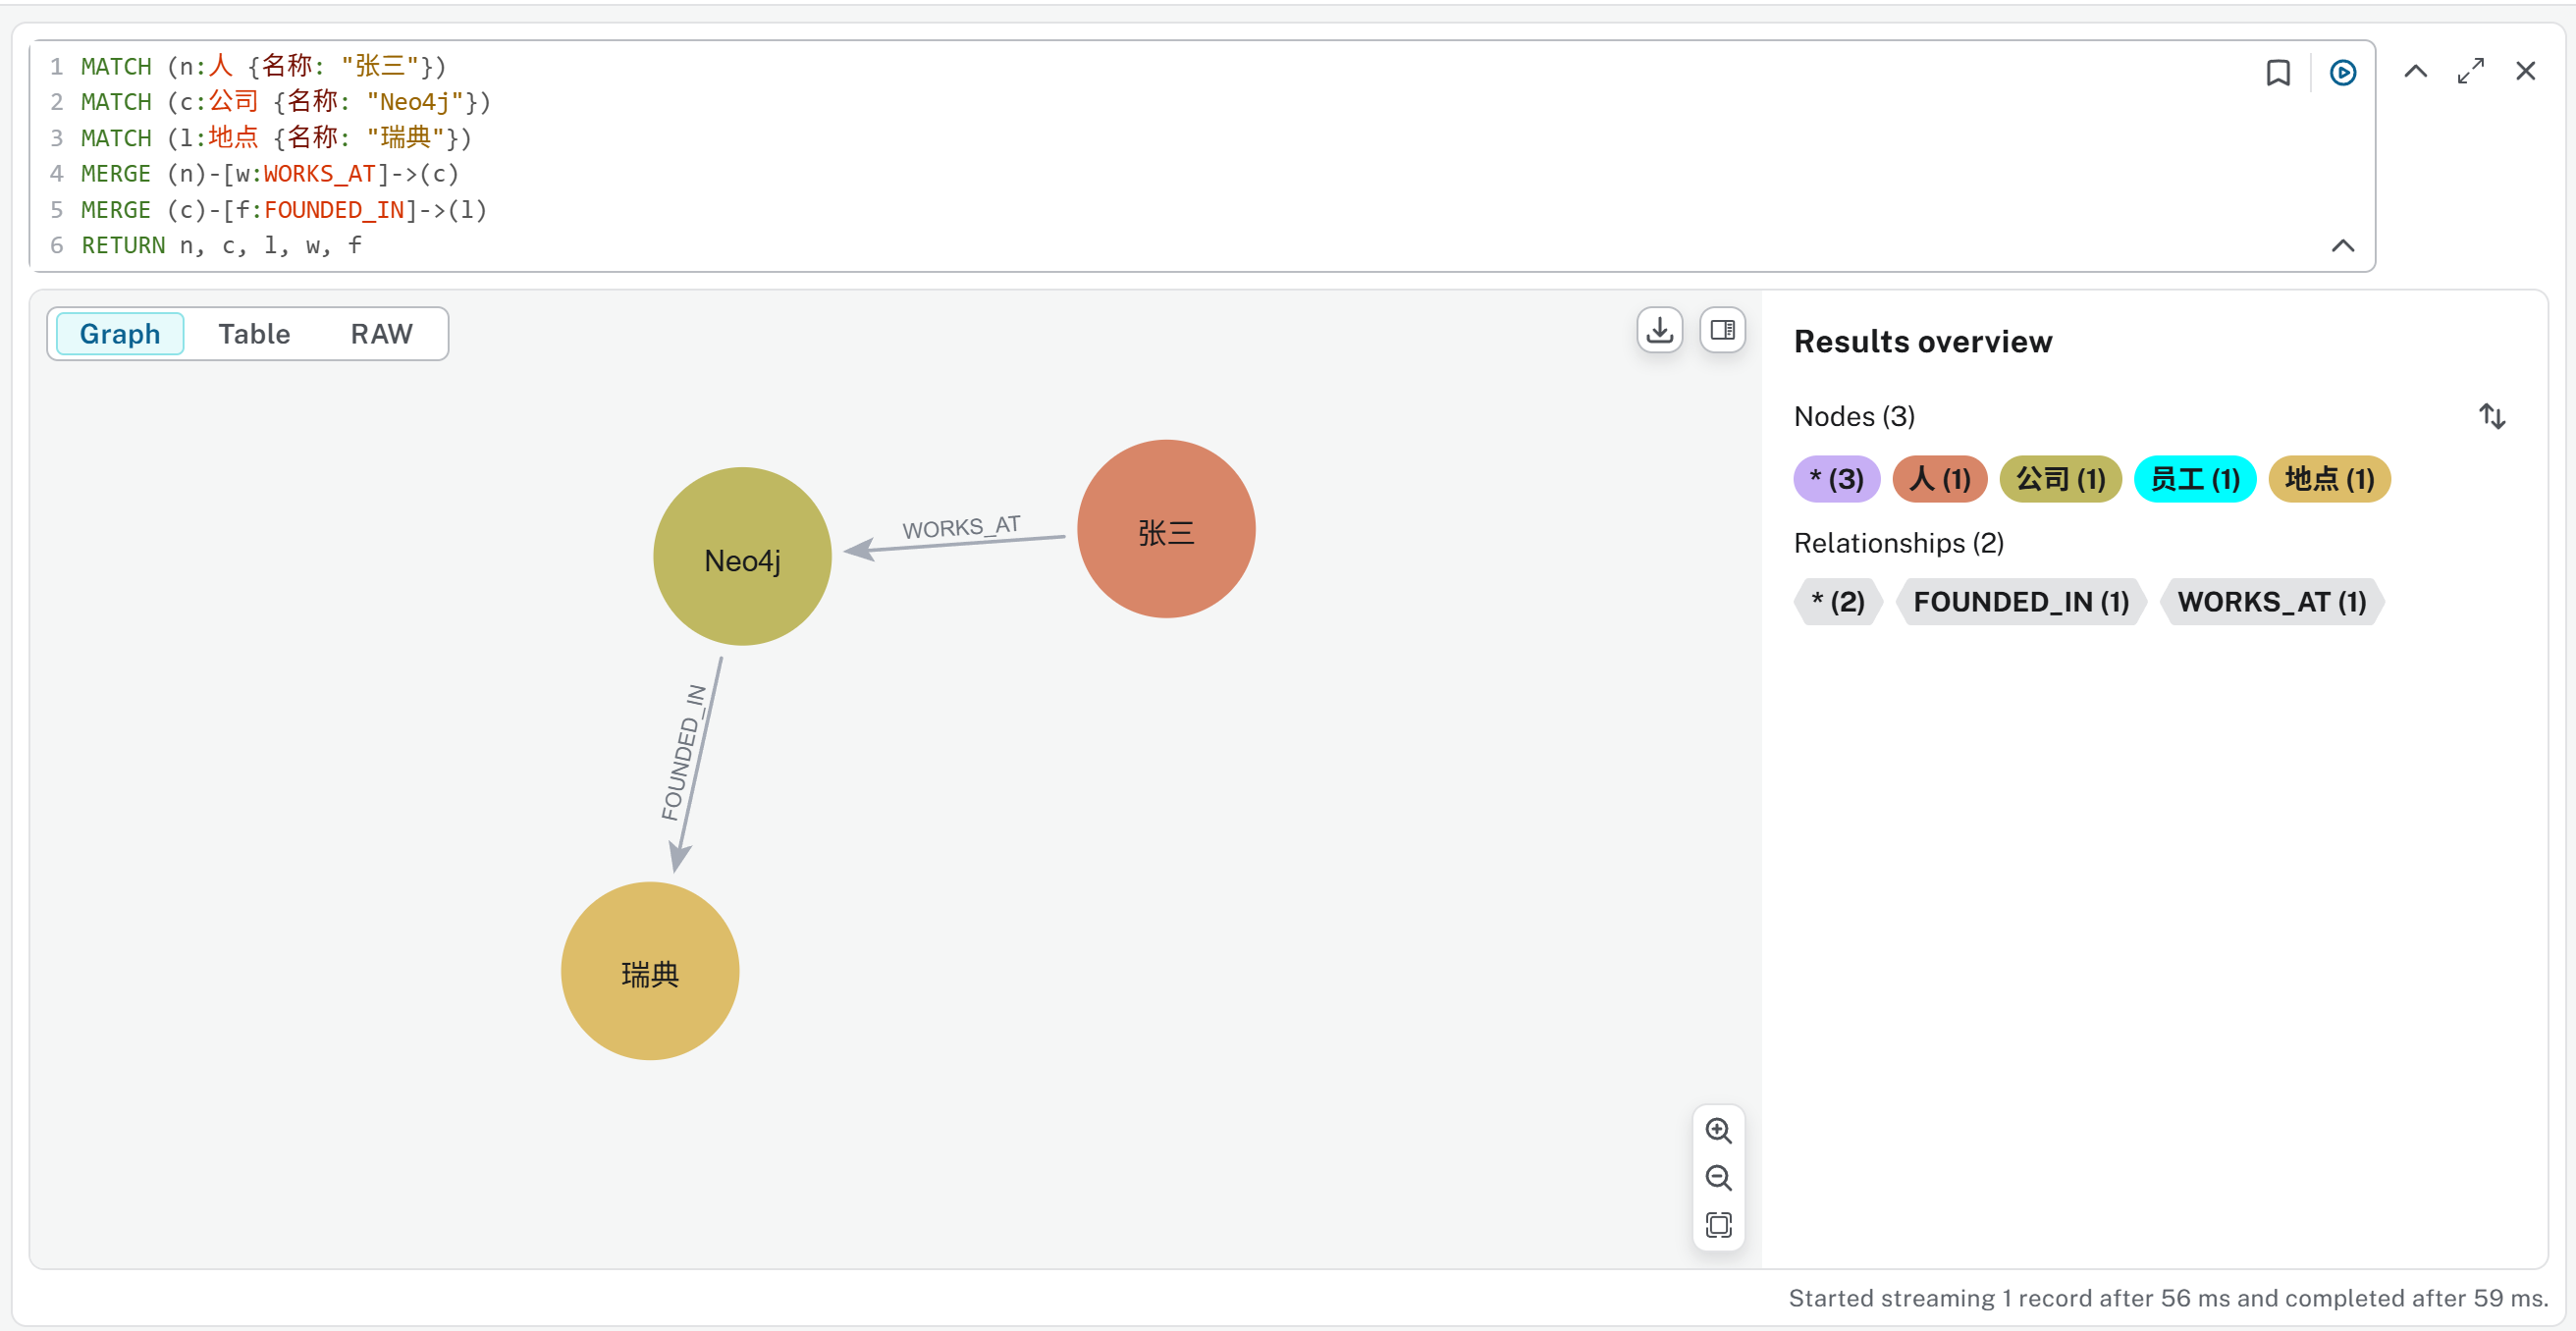 1 MATCH (n:人 {名称: "张三"})
2 MATCH (c:公司 {名称: "Neo4j"})
3 MATCH (l:地点 {名称: "瑞典"})
4 MERGE (n)-[w:WORKS_AT]->(c)
5 MERGE (c)-[f:FOUNDED_IN]->(l)
6 RETURN n, c, l, w, f
Graph Table RAW
Results overview
Nodes (3)
* (3) 人 (1) 公司 (1) 员工 (1) 地点 (1)
Relationships (2)
* (2) FOUNDED_IN (1) WORKS_AT (1)
张三
WORKS_AT
Neo4j
FOUNDED_IN
瑞典
Started streaming 1 record after 56 ms and completed after 59 ms.